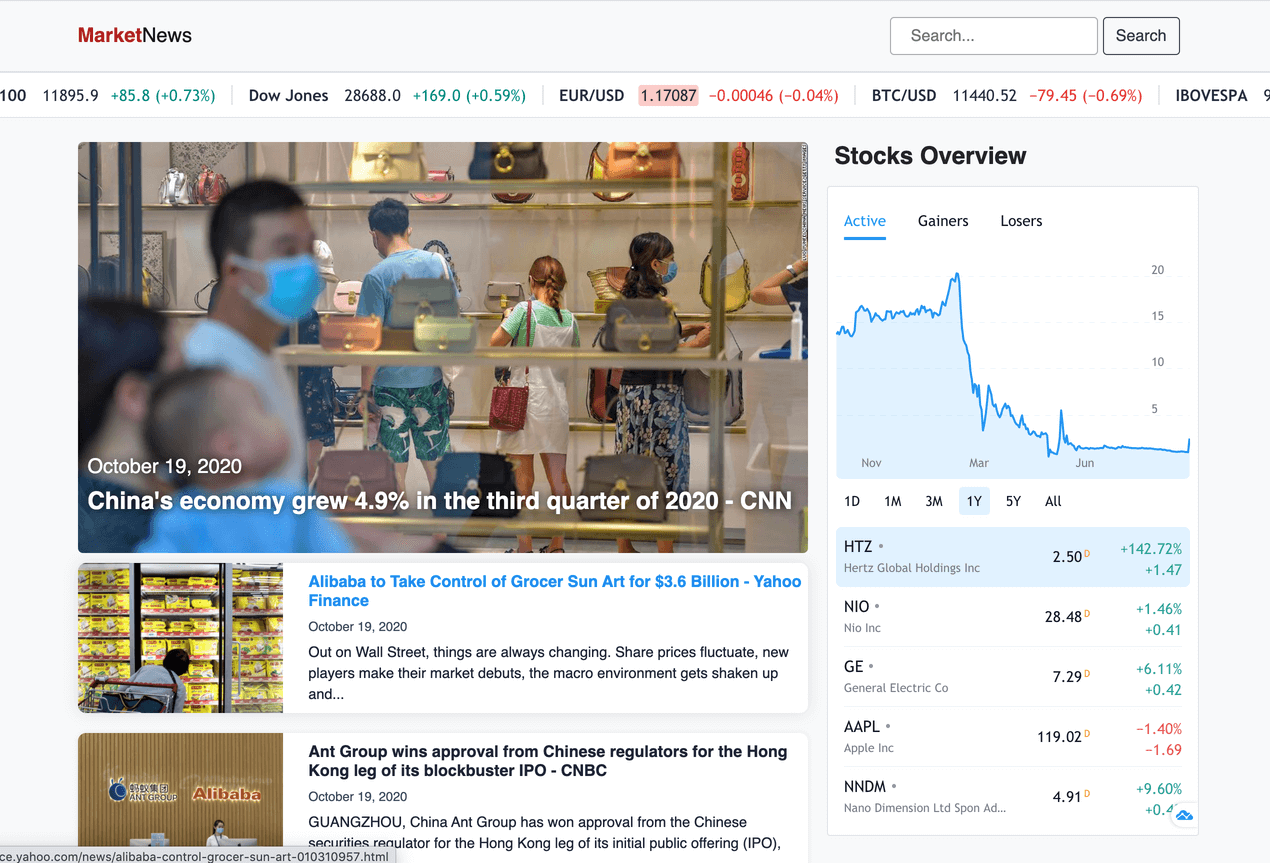 MarketNews
Search...
Search
100 11895.9 +85.8 (+0.73%)
Dow Jones 28688.0 +169.0 (+0.59%)
EUR/USD 1.17087 −0.00046 (−0.04%)
BTC/USD 11440.52 −79.45 (−0.69%)
IBOVESPA 9
October 19, 2020
China's economy grew 4.9% in the third quarter of 2020 - CNN
Alibaba to Take Control of Grocer Sun Art for $3.6 Billion - Yahoo
Finance
October 19, 2020
Out on Wall Street, things are always changing. Share prices fluctuate, new
players make their market debuts, the macro environment gets shaken up
and...
蚂蚁集团
ANT GROUP
Alibaba
Ant Group wins approval from Chinese regulators for the Hong
Kong leg of its blockbuster IPO - CNBC
October 19, 2020
GUANGZHOU, China Ant Group has won approval from the Chinese
securities regulator for the Hong Kong leg of its initial public offering (IPO),
ce.yahoo.com/news/alibaba-control-grocer-sun-art-010310957.html
Stocks Overview
Active Gainers Losers
20
15
10
5
Nov Mar Jun
1D 1M 3M 1Y 5Y All
HTZ 2.50 D +142.72%
Hertz Global Holdings Inc +1.47
NIO 28.48 D +1.46%
Nio Inc +0.41
GE 7.29 D +6.11%
General Electric Co +0.42
AAPL 119.02 D −1.40%
Apple Inc −1.69
NNDM 4.91 D +9.60%
Nano Dimension Ltd Spon Ad...